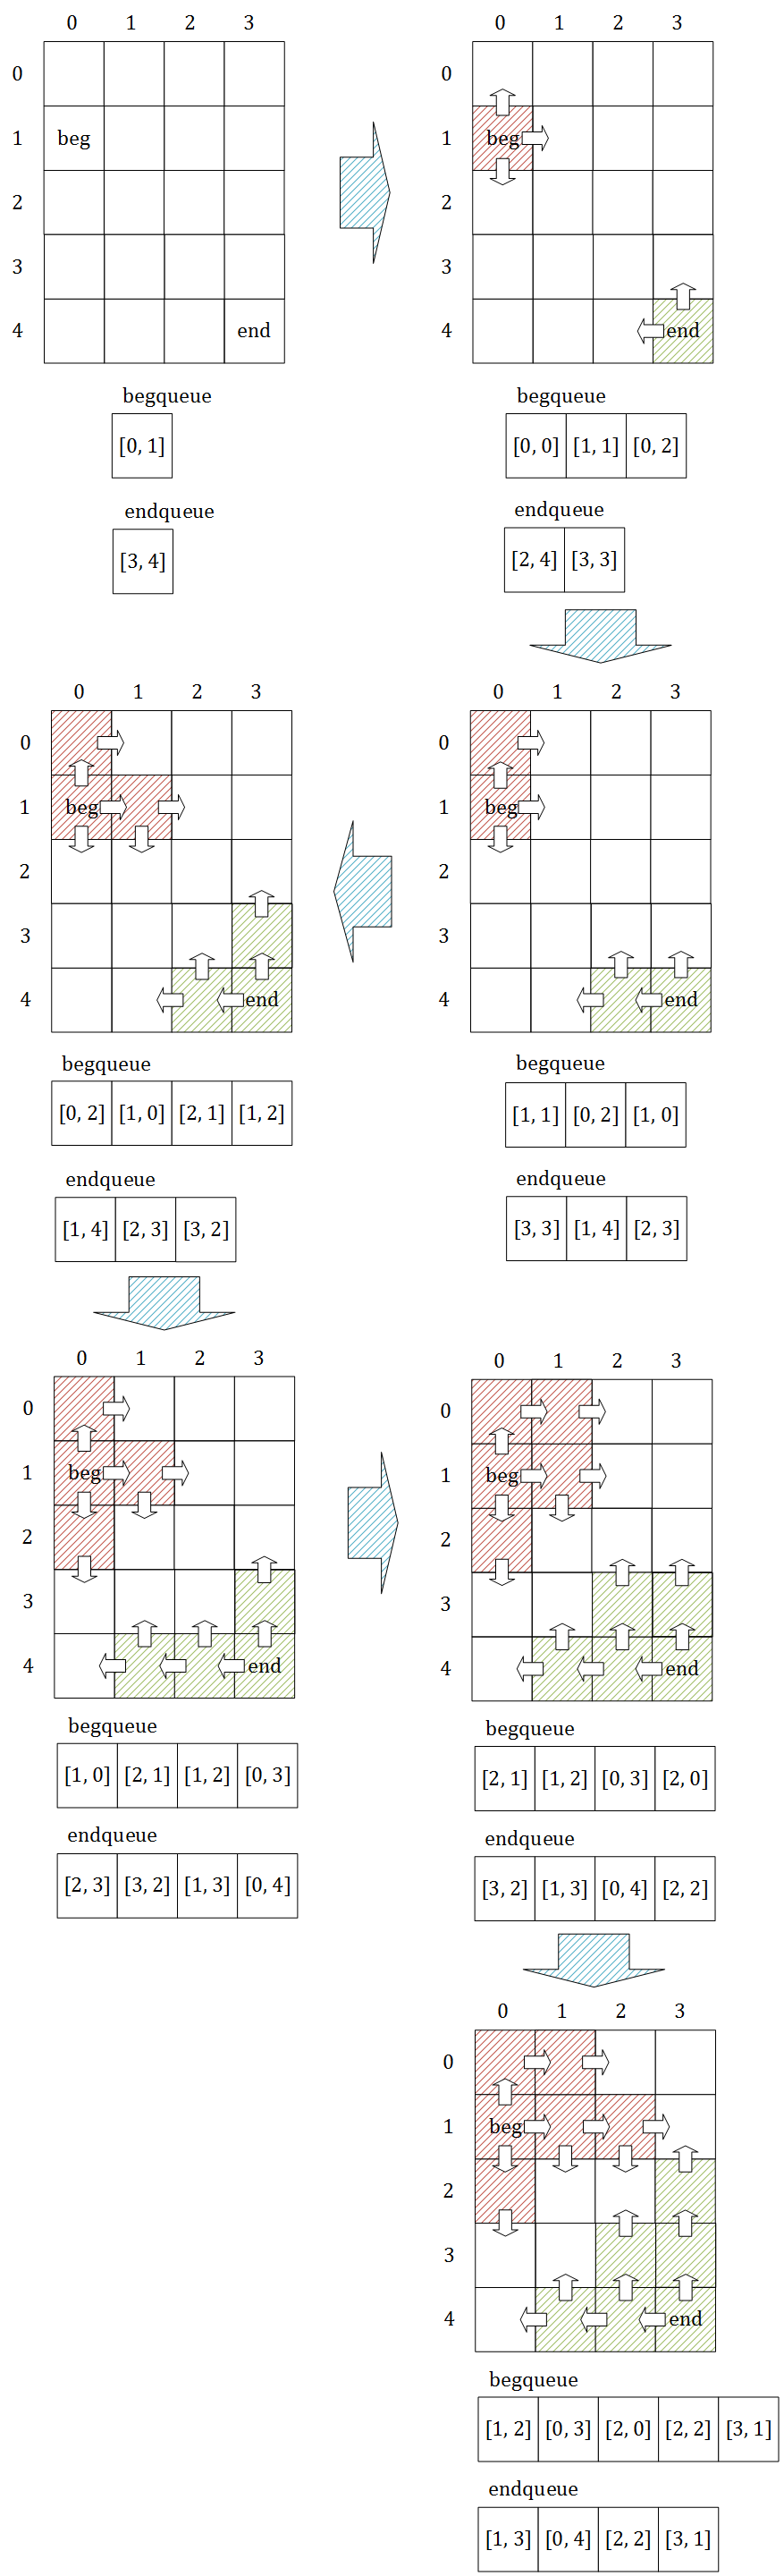 0 1 2 3
0
1 beg
2
3
4 end
begqueue
[0, 1]
endqueue
[3, 4]
0 1 2 3
0
1 beg
2
3
4 end
begqueue
[0, 0] [1, 1] [0, 2]
endqueue
[2, 4] [3, 3]
0 1 2 3
0
1 beg
2
3
4 end
begqueue
[1, 1] [0, 2] [1, 0]
endqueue
[3, 3] [1, 4] [2, 3]
0 1 2 3
0
1 beg
2
3
4 end
begqueue
[0, 2] [1, 0] [2, 1] [1, 2]
endqueue
[1, 4] [2, 3] [3, 2]
0 1 2 3
0
1 beg
2
3
4 end
begqueue
[1, 0] [2, 1] [1, 2] [0, 3]
endqueue
[2, 3] [3, 2] [1, 3] [0, 4]
0 1 2 3
0
1 beg
2
3
4 end
begqueue
[2, 1] [1, 2] [0, 3] [2, 0]
endqueue
[3, 2] [1, 3] [0, 4] [2, 2]
0 1 2 3
0
1 beg
2
3
4 end
begqueue
[1, 2] [0, 3] [2, 0] [2, 2] [3, 1]
endqueue
[1, 3] [0, 4] [2, 2] [3, 1]